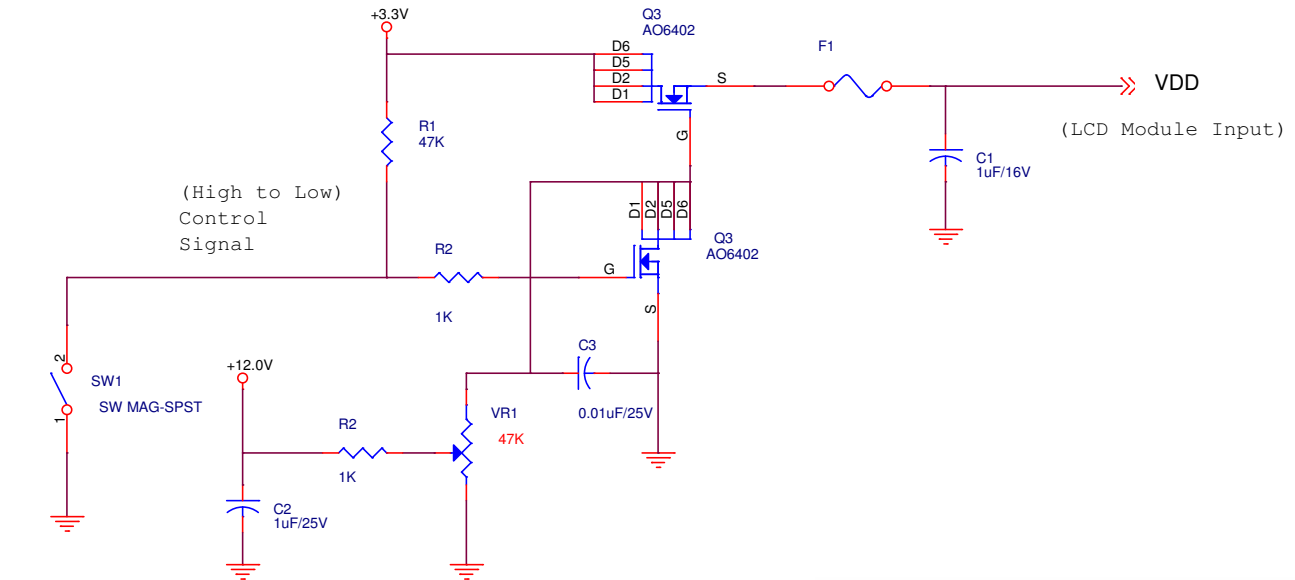 +3.3V
Q3
AO6402
D6
D5
D2
D1
S
G
F1
VDD
(LCD Module Input)
R1
47K
C1
1uF/16V
(High to Low)
Control
Signal
D1
D2
D5
D6
Q3
AO6402
R2
1K
G
S
2
SW1
SW MAG-SPST
1
+12.0V
C3
0.01uF/25V
R2
1K
VR1
47K
C2
1uF/25V